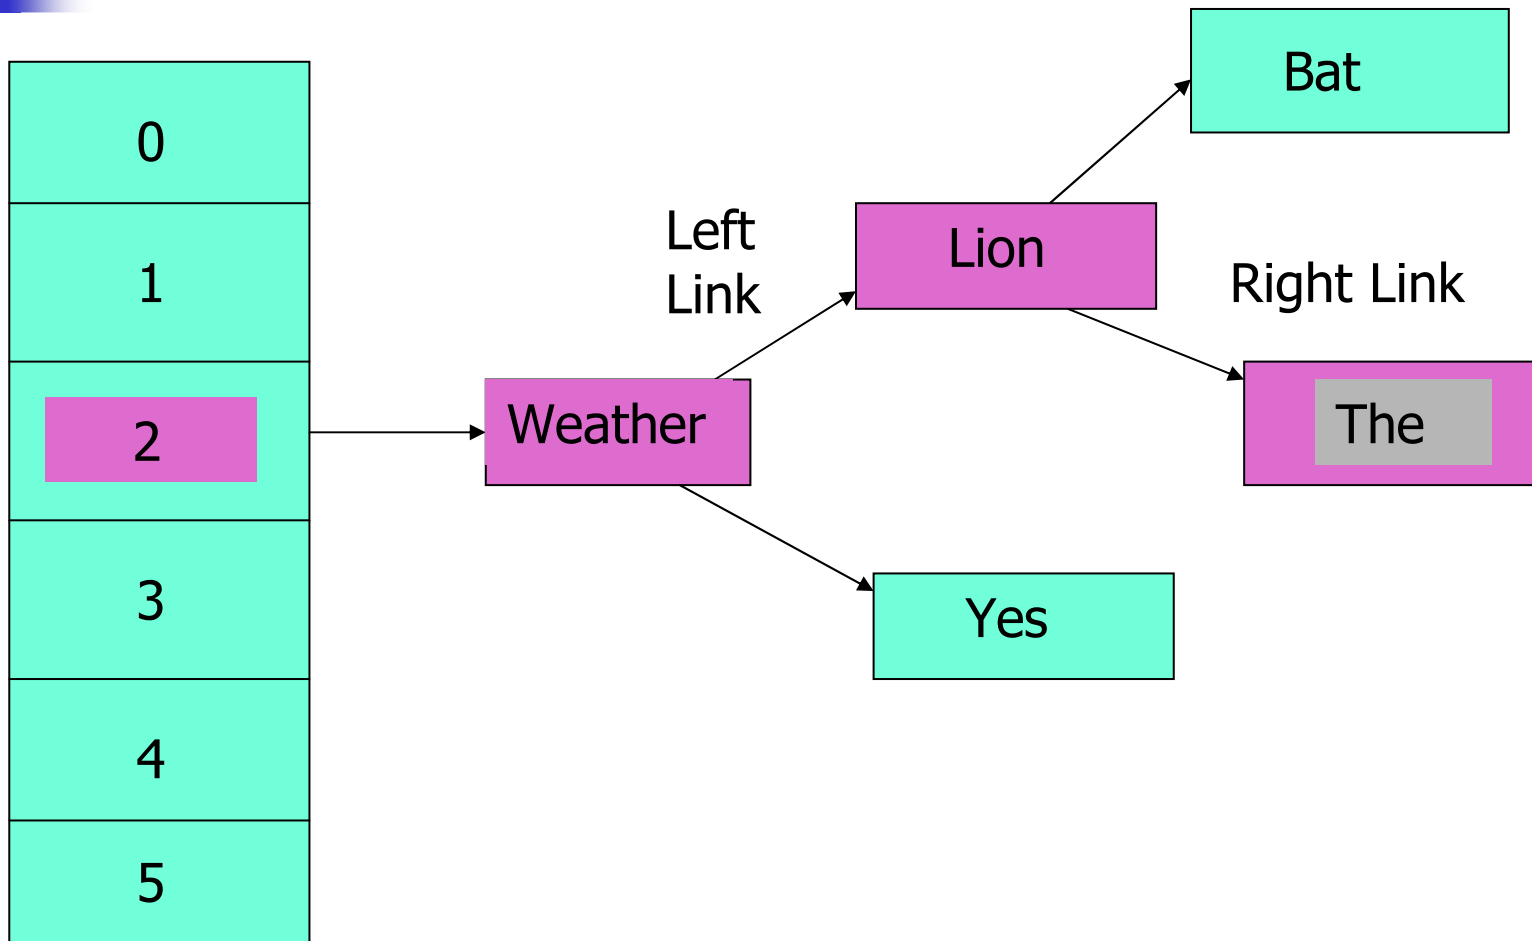 0
1
2
3
4
5
Weather
Left
Link
Lion
Bat
Right Link
The
Yes